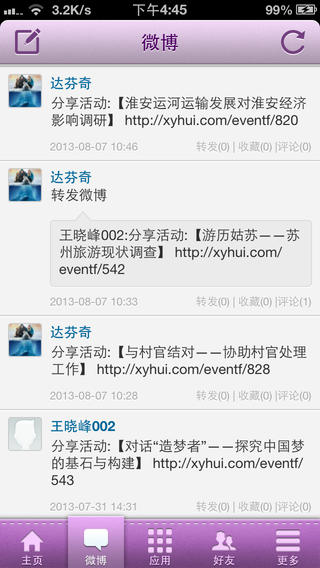 3.2K/s 下午4:45 99%
微博
达芬奇
分享活动:【淮安运河运输发展对淮安经济
影响调研】 http://xyhui.com/eventf/820
2013-08-07 10:46 转发(0) | 收藏(0) |评论(0)
达芬奇
转发微博
王晓峰002:分享活动:【游历姑苏——苏
州旅游现状调查】 http://xyhui.com/
eventf/542
2013-08-07 10:33 转发(0) | 收藏(0) |评论(1)
达芬奇
分享活动:【与村官结对——协助村官处理
工作】 http://xyhui.com/eventf/828
2013-08-07 10:28 转发(0) | 收藏(0) |评论(0)
王晓峰002
分享活动:【对话“造梦者”——探究中国梦
的基石与构建】 http://xyhui.com/eventf/
543
2013-07-31 14:31 转发(0) | 收藏(0) |评论(0)
主页 微博 应用 好友 更多